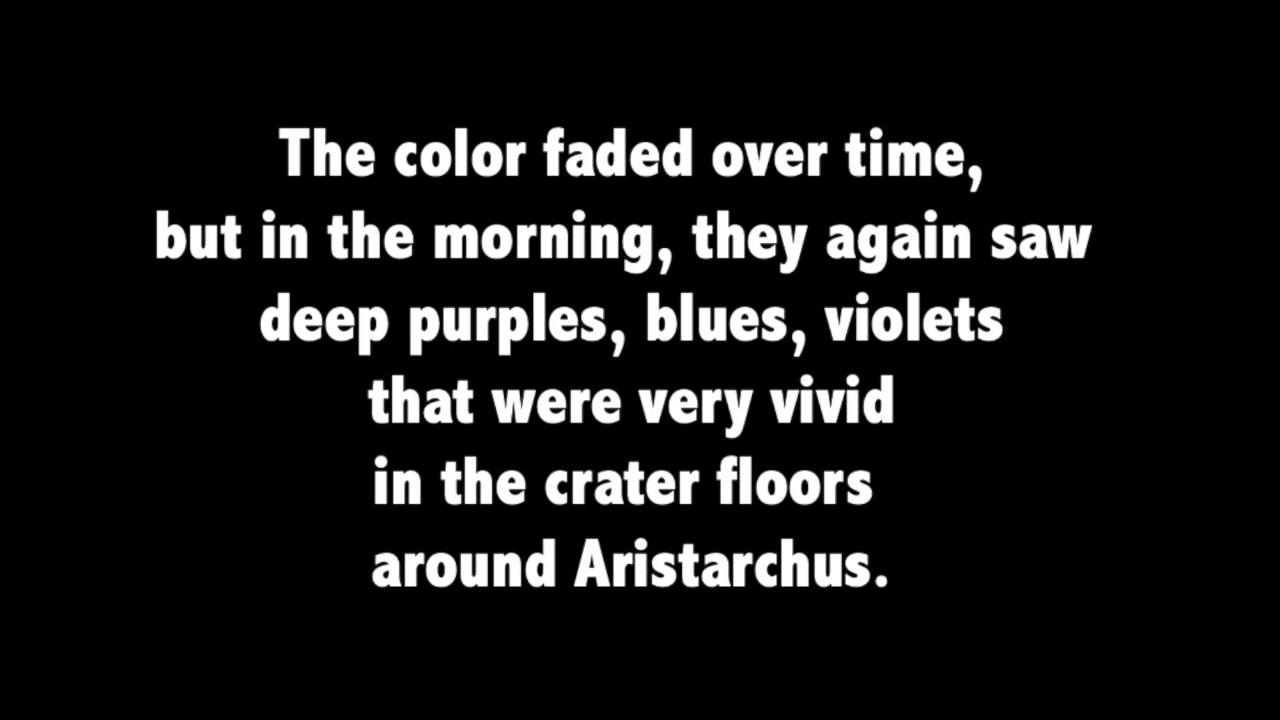 The color faded over time,
but in the morning, they again saw
deep purples, blues, violets
that were very vivid
in the crater floors
around Aristarchus.